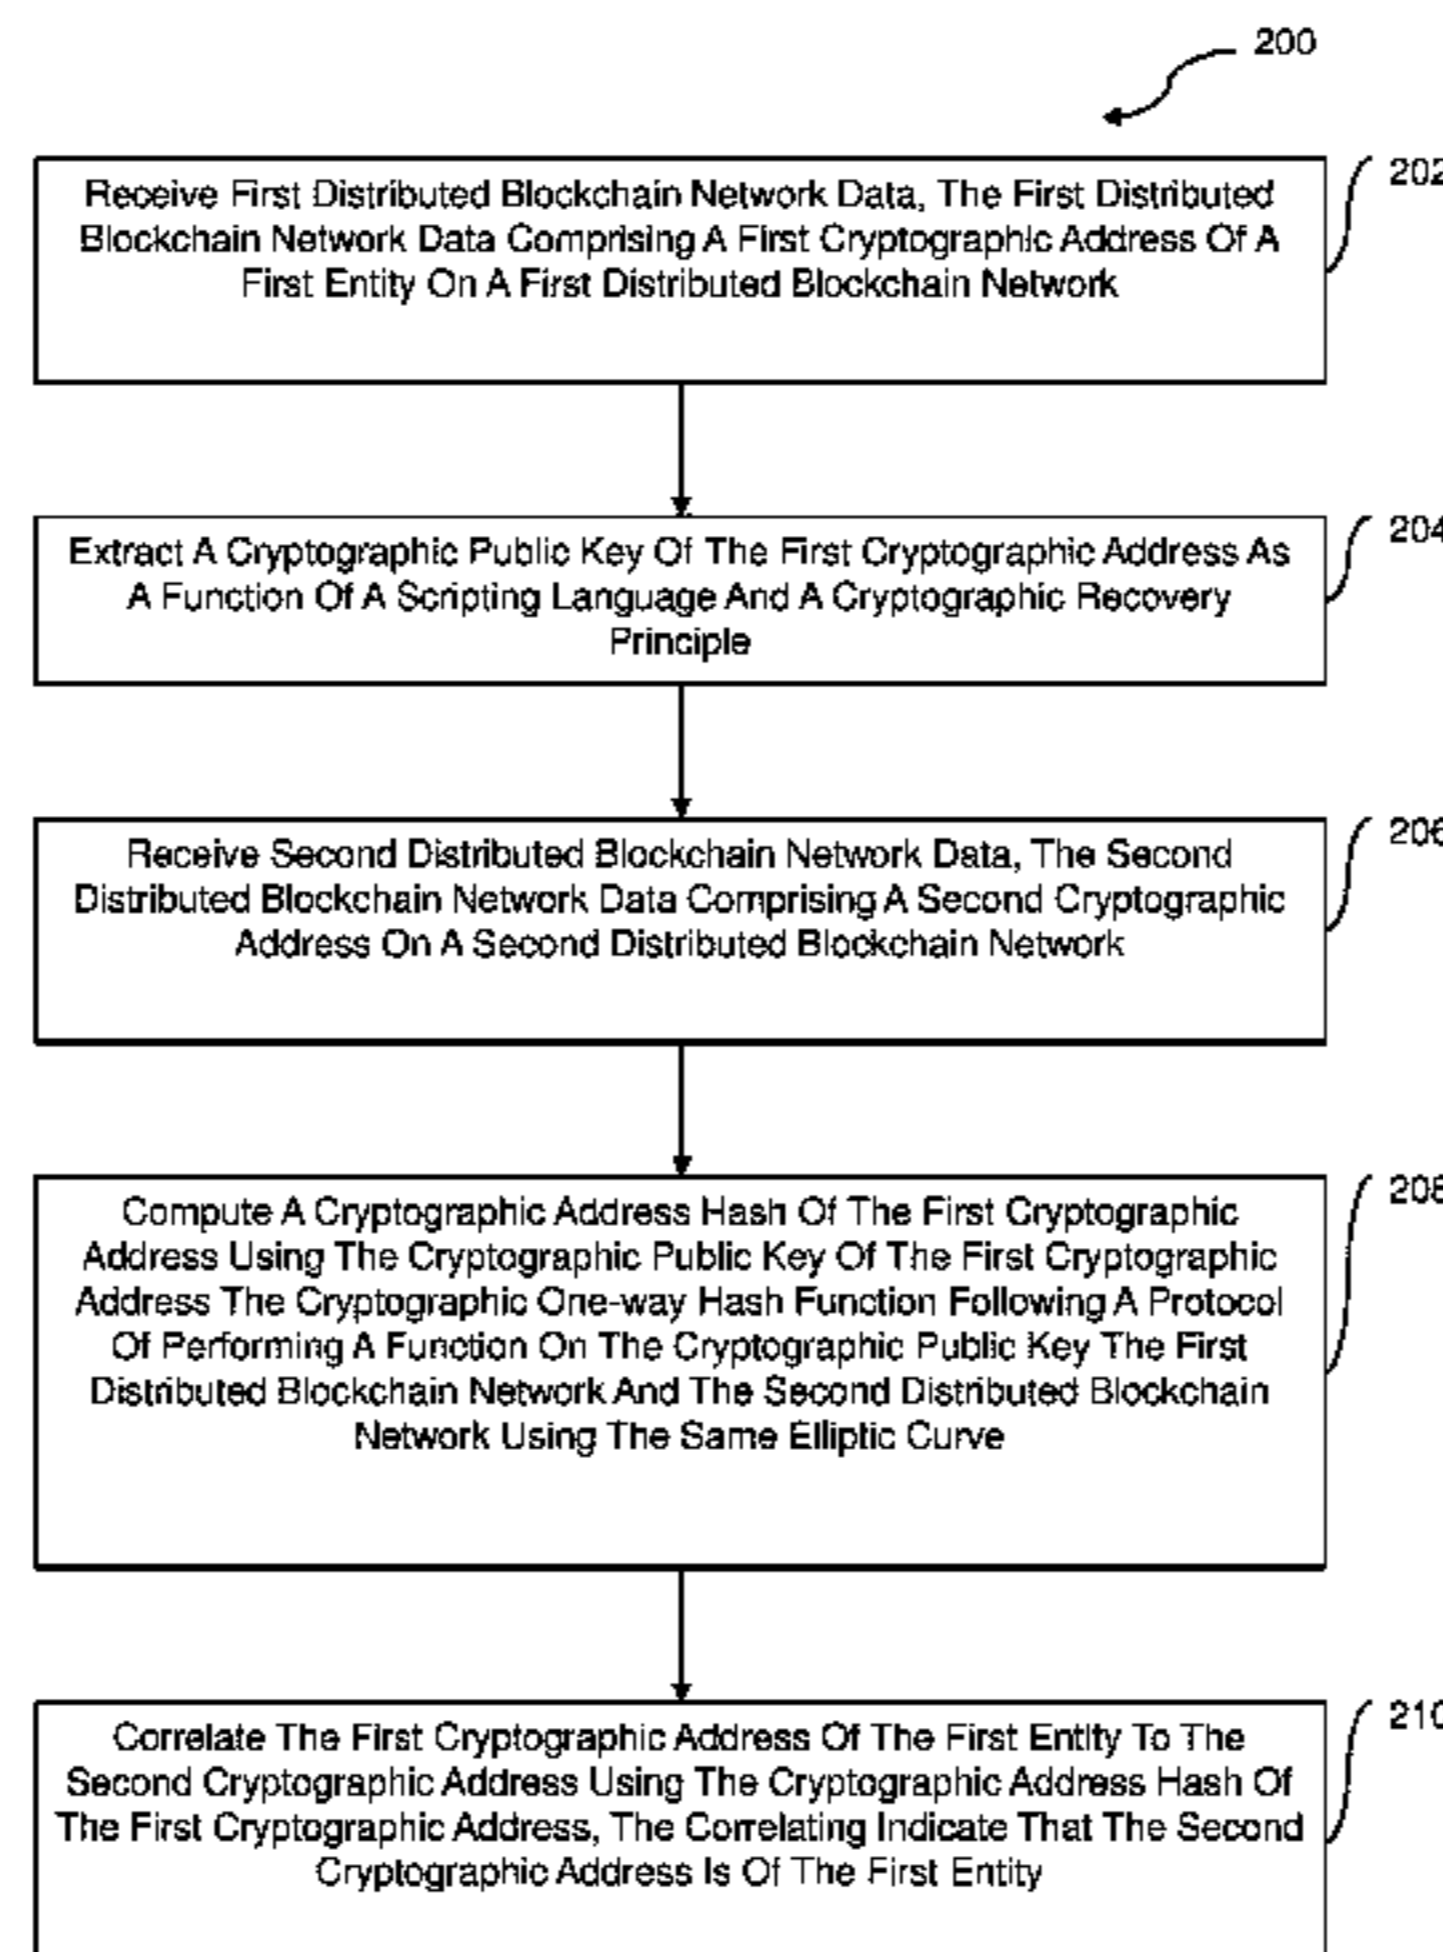 200
202
Receive First Distributed Blockchain Network Data, The First Distributed
Blockchain Network Data Comprising A First Cryptographic Address Of A
First Entity On A First Distributed Blockchain Network
204
Extract A Cryptographic Public Key Of The First Cryptographic Address As
A Function Of A Scripting Language And A Cryptographic Recovery
Principle
206
Receive Second Distributed Blockchain Network Data, The Second
Distributed Blockchain Network Data Comprising A Second Cryptographic
Address On A Second Distributed Blockchain Network
208
Compute A Cryptographic Address Hash Of The First Cryptographic
Address Using The Cryptographic Public Key Of The First Cryptographic
Address The Cryptographic One-way Hash Function Following A Protocol
Of Performing A Function On The Cryptographic Public Key The First
Distributed Blockchain Network And The Second Distributed Blockchain
Network Using The Same Elliptic Curve
210
Correlate The First Cryptographic Address Of The First Entity To The
Second Cryptographic Address Using The Cryptographic Address Hash Of
The First Cryptographic Address, The Correlating Indicate That The Second
Cryptographic Address Is Of The First Entity